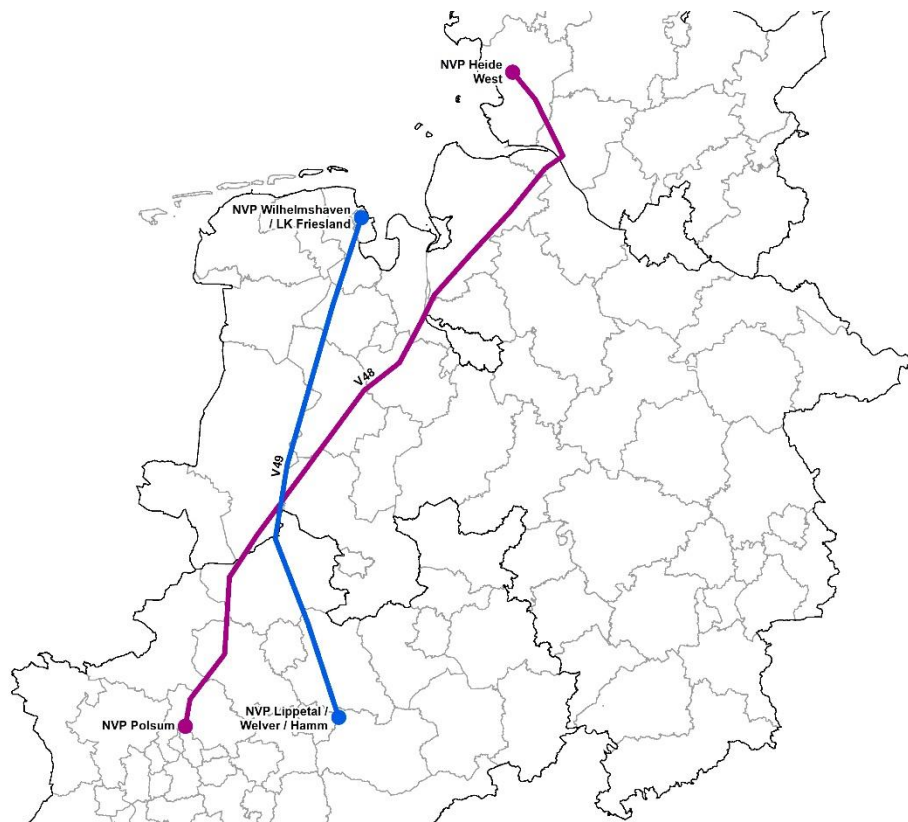 NVP Heide
West
NVP Wilhelmshaven
/ LK Friesland
V48
V49
NVP Polsum
NVP Lippetal /
Welver / Hamm